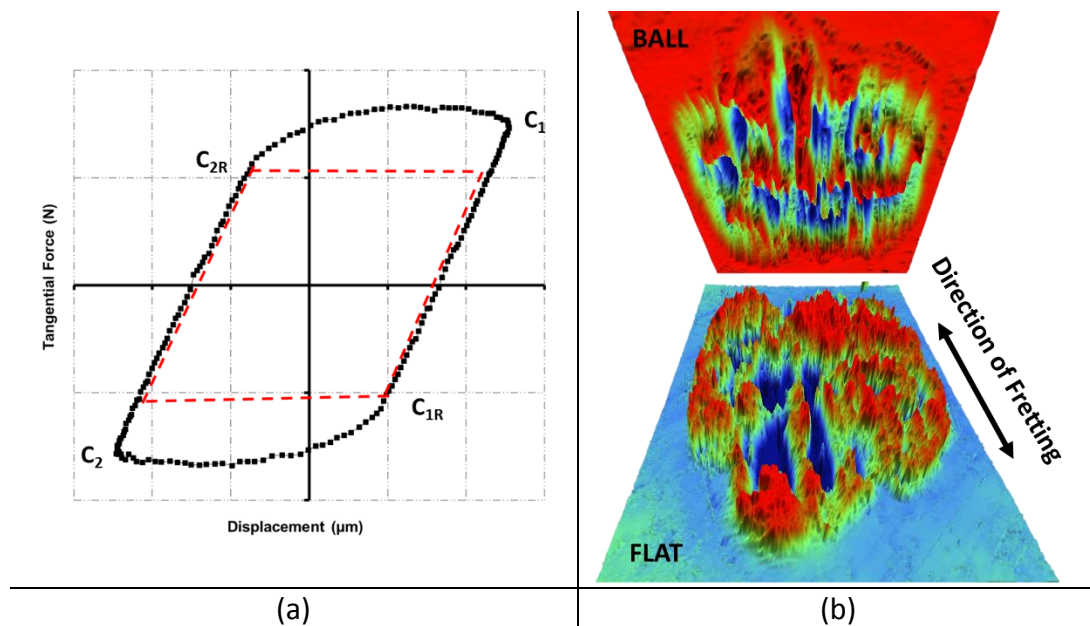 C1
C2R
Tangential Force (N)
C1R
C2
Displacement (µm)
(a)
BALL
Direction of Fretting
FLAT
(b)